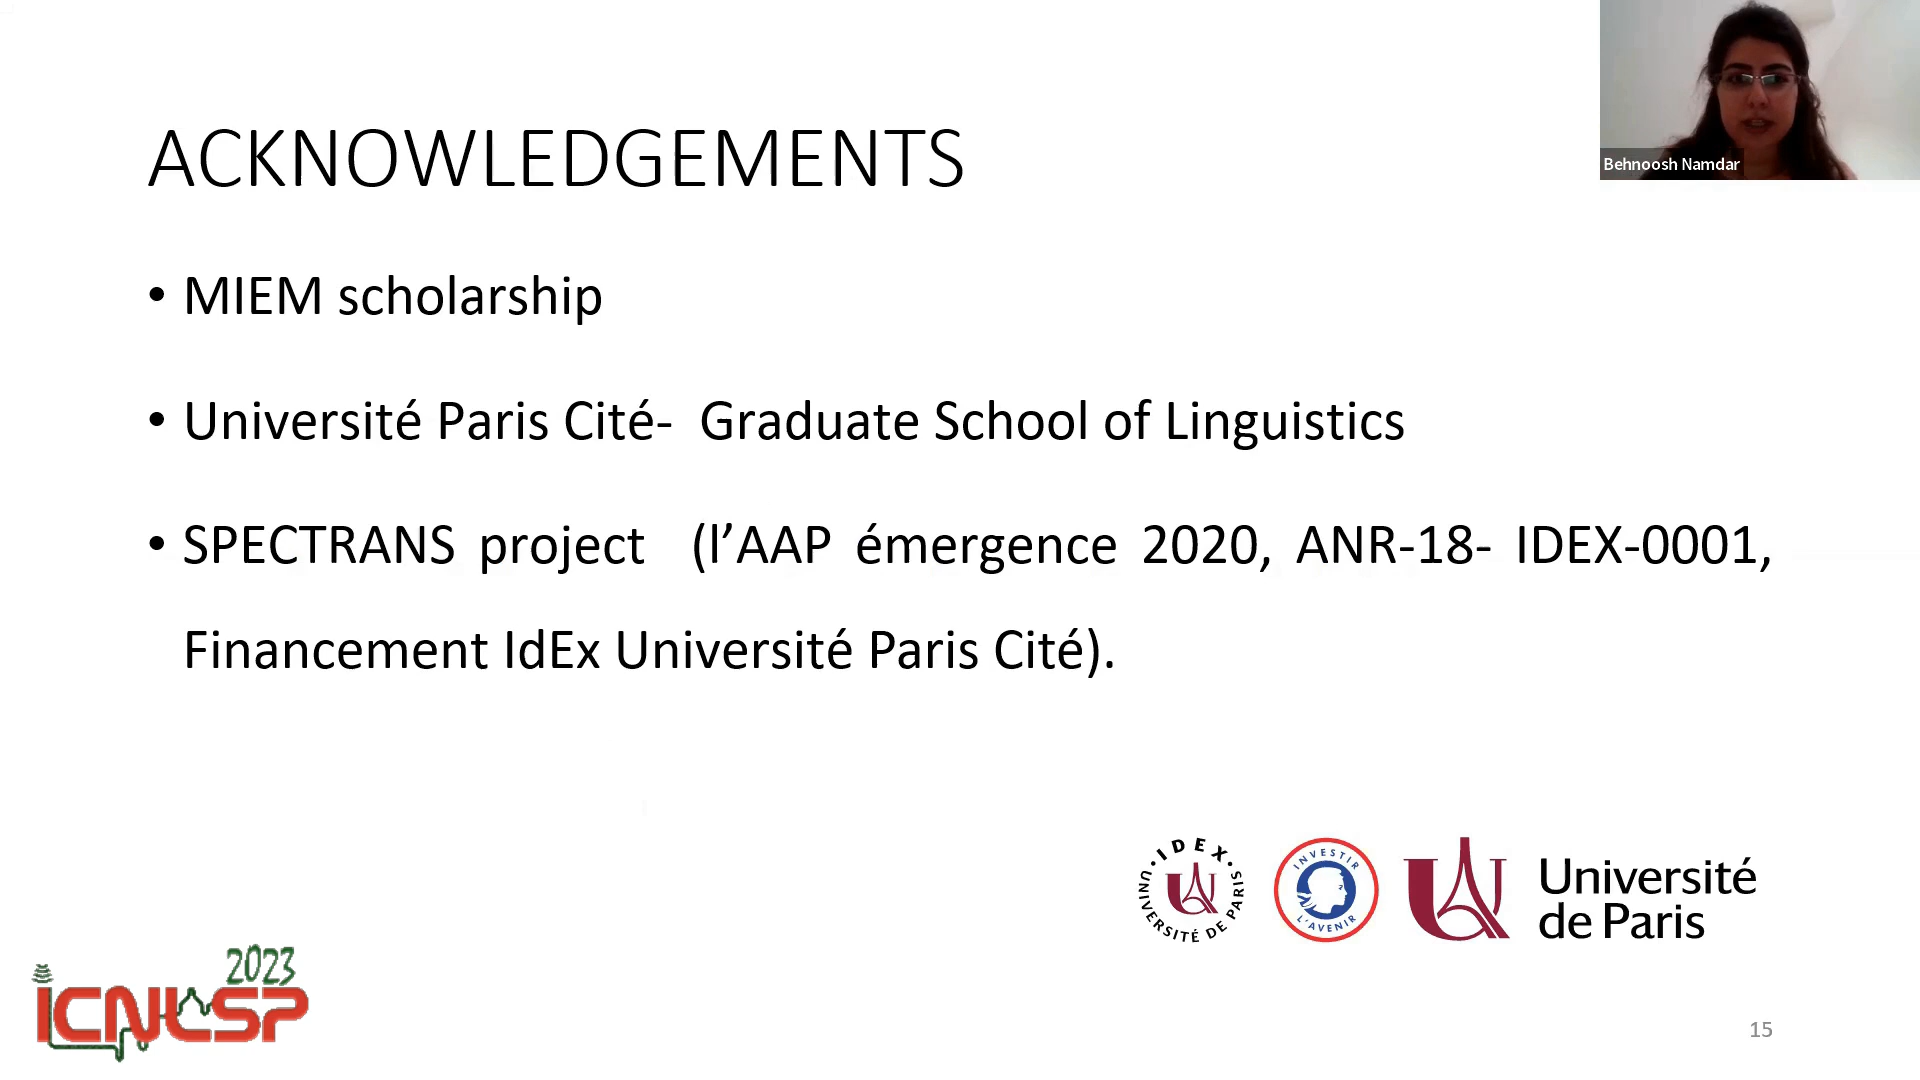 Behnoosh Namdar
ACKNOWLEDGEMENTS
• MIEM scholarship
• Université Paris Cité- Graduate School of Linguistics
• SPECTRANS project (l’AAP émergence 2020, ANR-18- IDEX-0001,
Financement IdEx Université Paris Cité).
• IDEX •
UNIVERSITÉ DE PARIS
INVESTIR
L'AVENIR
Université
de Paris
2023
ICNLSP
15